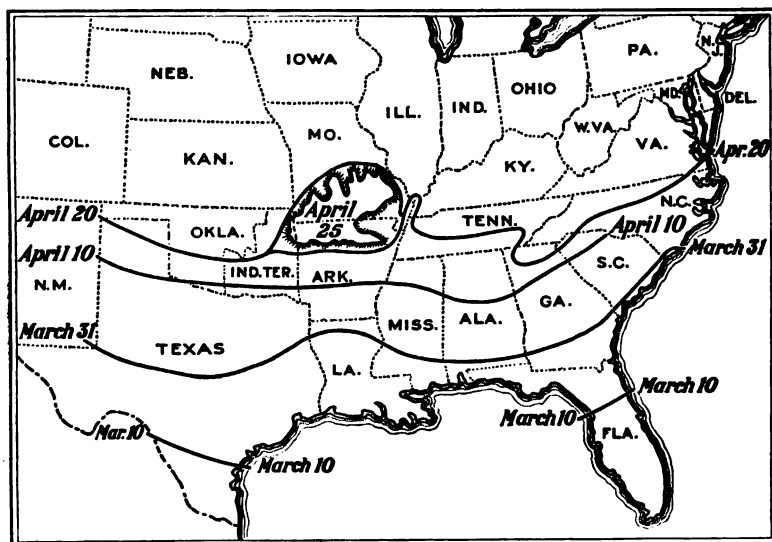 PA.
N.J.
IOWA
NEB.
OHIO
ILL.
IND.
MD.
DEL.
MO.
W.VA.
COL.
KAN.
VA.
Apr. 20
KY.
April 20
April
25
N.C.
OKLA.
TENN.
April 10
April 10
March 31
IND. TER.
ARK.
S.C.
N.M.
GA.
MISS.
ALA.
March 31
TEXAS
LA.
March 10
March 10
Mar. 10
FLA.
March 10